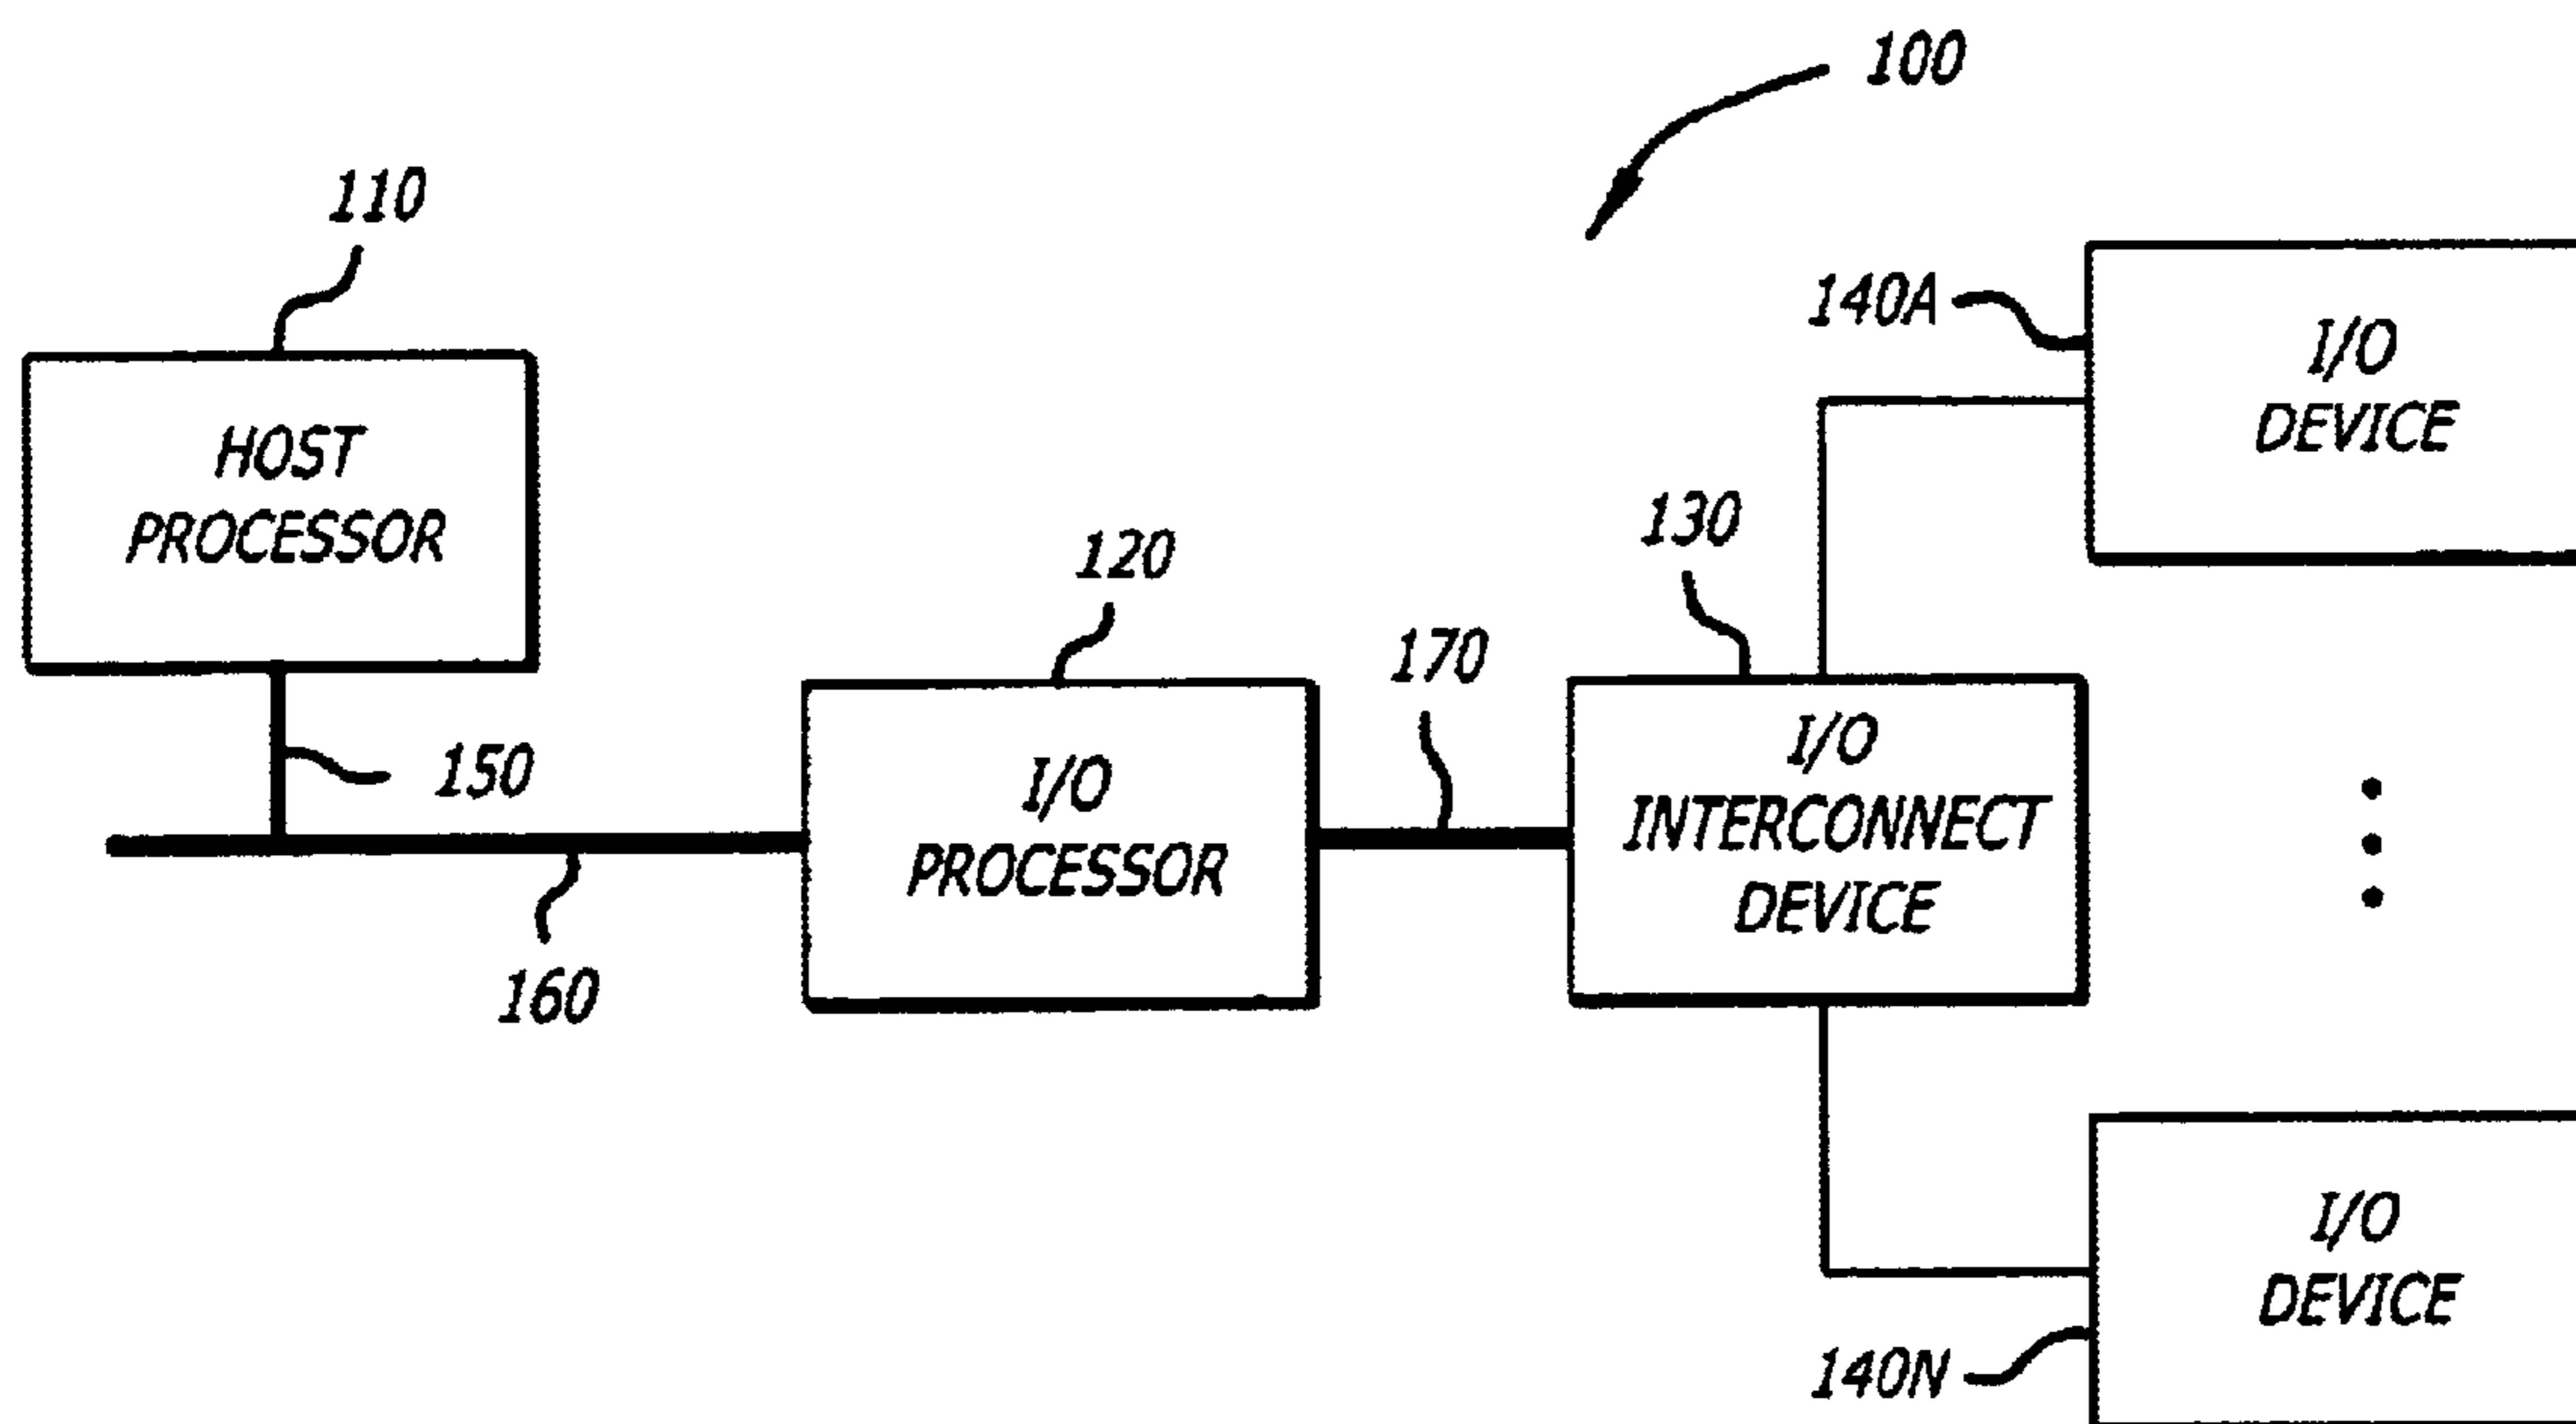 100
110
HOST
PROCESSOR
150
160
120
I/O
PROCESSOR
170
130
I/O
INTERCONNECT
DEVICE
140A
I/O
DEVICE
I/O
DEVICE
140N